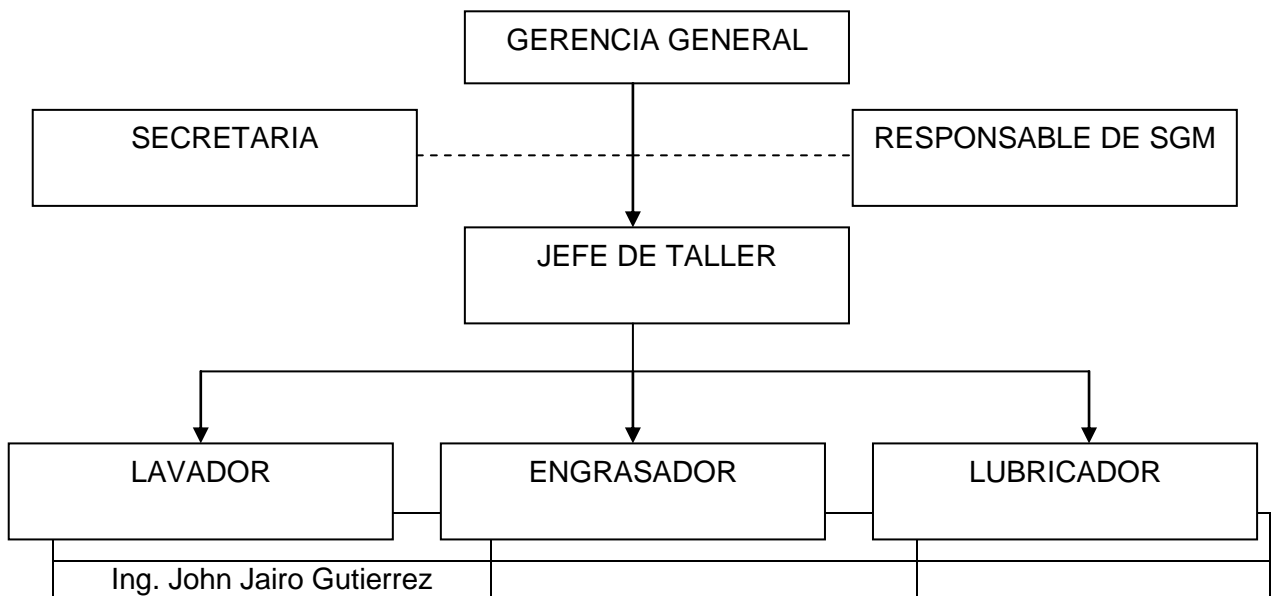 GERENCIA GENERAL
SECRETARIA
RESPONSABLE DE SGM
JEFE DE TALLER
LAVADOR
ENGRASADOR
LUBRICADOR
Ing. John Jairo Gutierrez